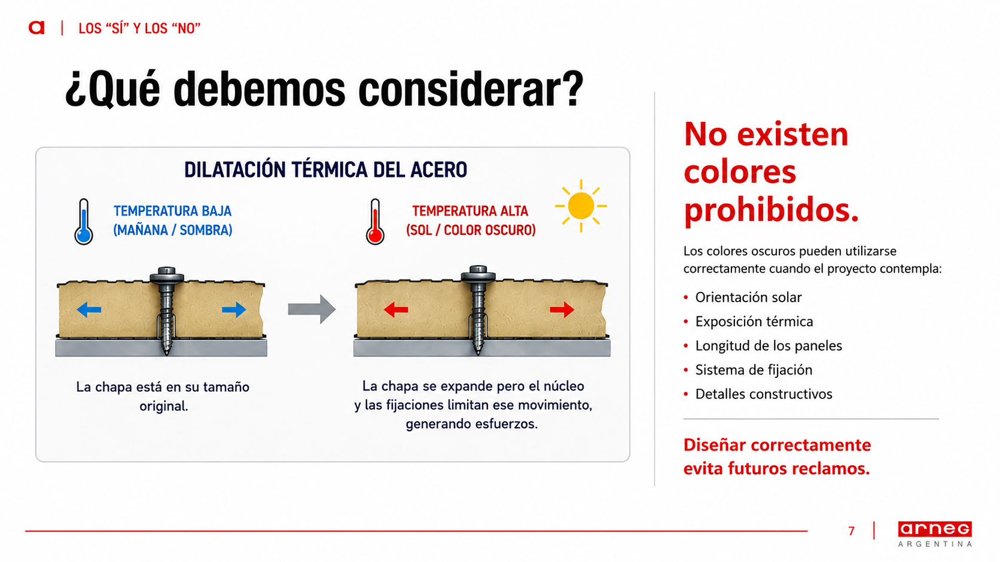 a | LOS “SÍ” Y LOS “NO”
¿Qué debemos considerar?
DILATACIÓN TÉRMICA DEL ACERO
TEMPERATURA BAJA
(MAÑANA / SOMBRA)
TEMPERATURA ALTA
(SOL / COLOR OSCURO)
La chapa está en su tamaño
original.
La chapa se expande pero el núcleo
y las fijaciones limitan ese movimiento,
generando esfuerzos.
No existen
colores
prohibidos.
Los colores oscuros pueden utilizarse
correctamente cuando el proyecto contempla:
• Orientación solar
• Exposición térmica
• Longitud de los paneles
• Sistema de fijación
• Detalles constructivos
Diseñar correctamente
evita futuros reclamos.
7
arneg
ARGENTINA